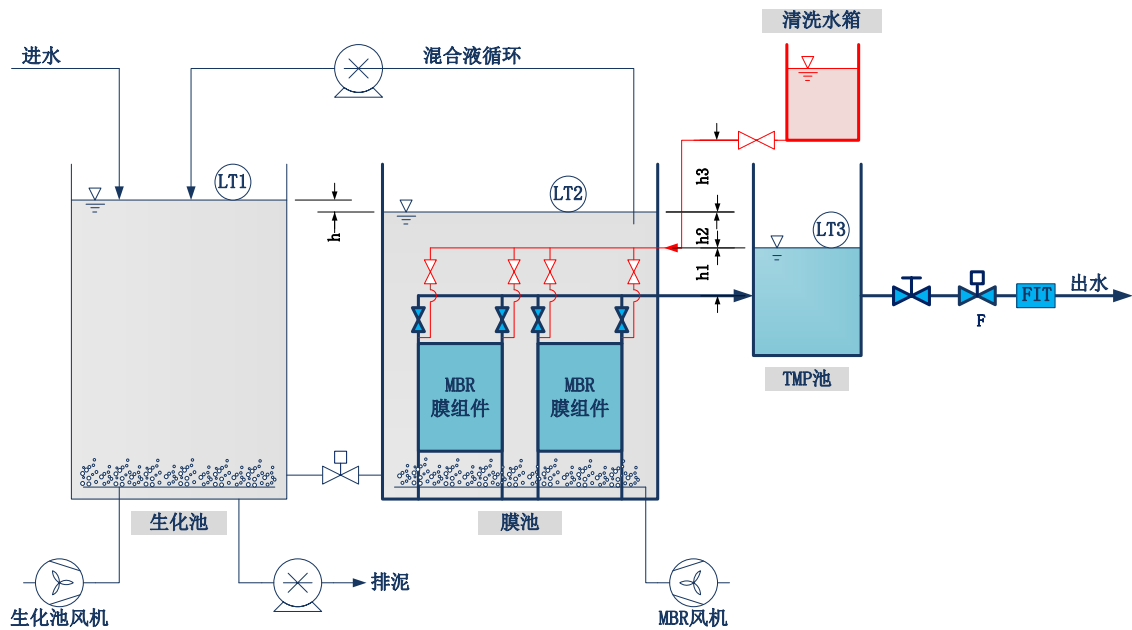 清洗水箱
进水
混合液循环
LT1
LT2
LT3
h
h3
h2
h1
MBR
膜组件
MBR
膜组件
FIT
出水
F
TMP池
生化池
膜池
排泥
生化池风机
MBR风机